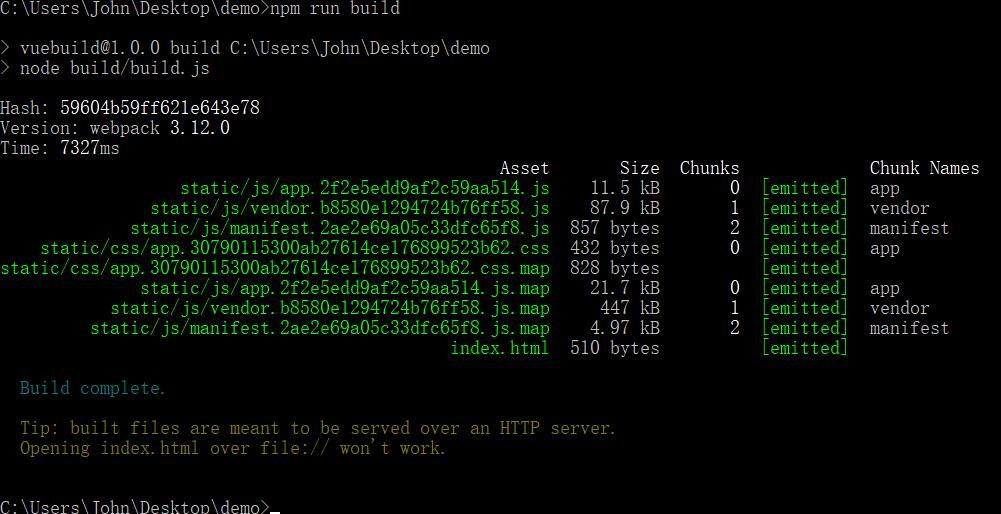 C:\Users\John\Desktop\demo>npm run build
> vuebuild@1.0.0 build C:\Users\John\Desktop\demo
> node build/build.js
Hash: 59604b59ff621e643e78
Version: webpack 3.12.0
Time: 7327ms
Asset Size Chunks Chunk Names
static/js/app.2f2e5edd9af2c59aa514.js 11.5 kB 0 [emitted] app
static/js/vendor.b8580e1294724b76ff58.js 87.9 kB 1 [emitted] vendor
static/js/manifest.2ae2e69a05c33dfc65f8.js 857 bytes 2 [emitted] manifest
static/css/app.30790115300ab27614ce176899523b62.css 432 bytes 0 [emitted] app
static/css/app.30790115300ab27614ce176899523b62.css.map 828 bytes [emitted]
static/js/app.2f2e5edd9af2c59aa514.js.map 21.7 kB 0 [emitted] app
static/js/vendor.b8580e1294724b76ff58.js.map 447 kB 1 [emitted] vendor
static/js/manifest.2ae2e69a05c33dfc65f8.js.map 4.97 kB 2 [emitted] manifest
index.html 510 bytes [emitted]
Build complete.
Tip: built files are meant to be served over an HTTP server.
Opening index.html over file:// won't work.
C:\Users\John\Desktop\demo>